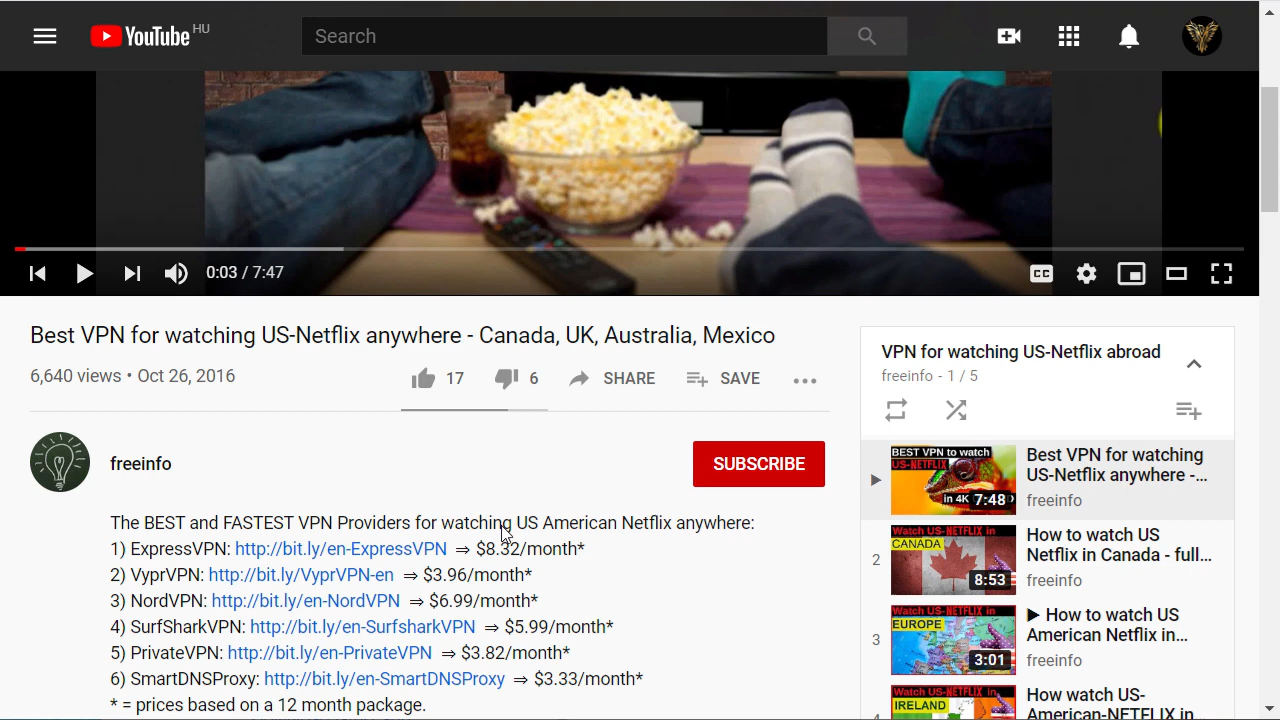 YouTube HU
Search
0:03 / 7:47
CC
Best VPN for watching US-Netflix anywhere - Canada, UK, Australia, Mexico
6,640 views • Oct 26, 2016
17
6
SHARE
SAVE
freeinfo
SUBSCRIBE
The BEST and FASTEST VPN Providers for watching US American Netflix anywhere:
1) ExpressVPN: http://bit.ly/en-ExpressVPN ⇒ $8.32/month*
2) VyprVPN: http://bit.ly/VyprVPN-en ⇒ $3.96/month*
3) NordVPN: http://bit.ly/en-NordVPN ⇒ $6.99/month*
4) SurfSharkVPN: http://bit.ly/en-SurfsharkVPN ⇒ $5.99/month*
5) PrivateVPN: http://bit.ly/en-PrivateVPN ⇒ $3.82/month*
6) SmartDNSProxy: http://bit.ly/en-SmartDNSProxy ⇒ $3.33/month*
* = prices based on a 12 month package.
VPN for watching US-Netflix abroad
freeinfo - 1 / 5
BEST VPN to watch
US-NETFLIX
in 4K
7:48
Best VPN for watching
US-Netflix anywhere -...
freeinfo
2
Watch US-NETFLIX in
CANADA
8:53
How to watch US
Netflix in Canada - full...
freeinfo
3
Watch US-NETFLIX in
EUROPE
3:01
► How to watch US
American Netflix in...
freeinfo
4
Watch US-NETFLIX in
IRELAND
How watch US-
American-NETFLIX in